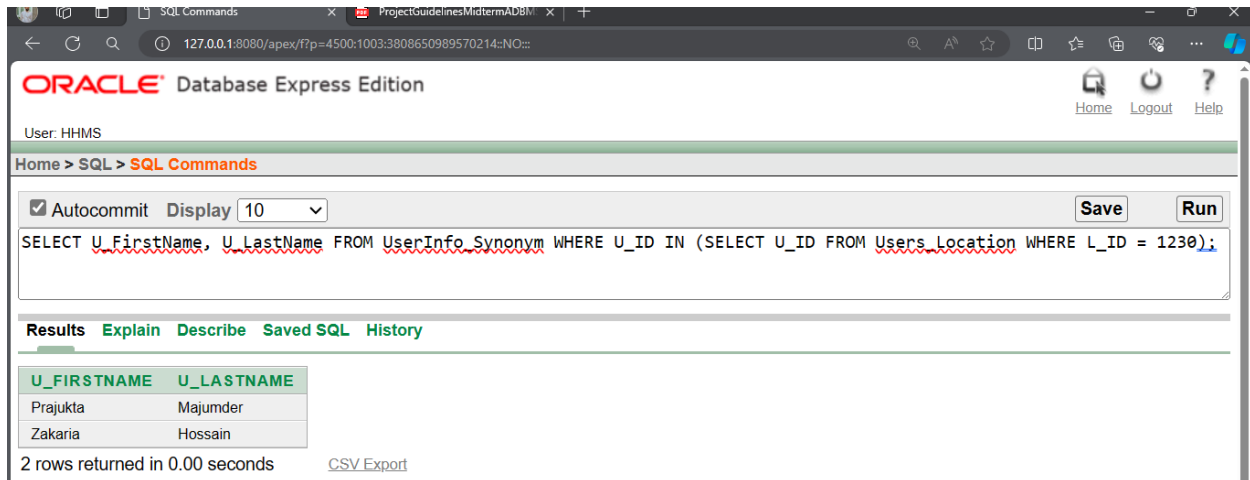 SQL Commands
ProjectGuidelinesMidtermADBM
127.0.0.1:8080/apex/f?p=4500:1003:3808650989570214::NO:::
ORACLE Database Express Edition
Home Logout Help
User: HHMS
Home > SQL > SQL Commands
Autocommit Display 10 Save Run
SELECT U_FirstName, U_LastName FROM UserInfo_Synonym WHERE U_ID IN (SELECT U_ID FROM Users_Location WHERE L_ID = 1230);
Results Explain Describe Saved SQL History
U_FIRSTNAME U_LASTNAME
Prajukta Majumder
Zakaria Hossain
2 rows returned in 0.00 seconds CSV Export